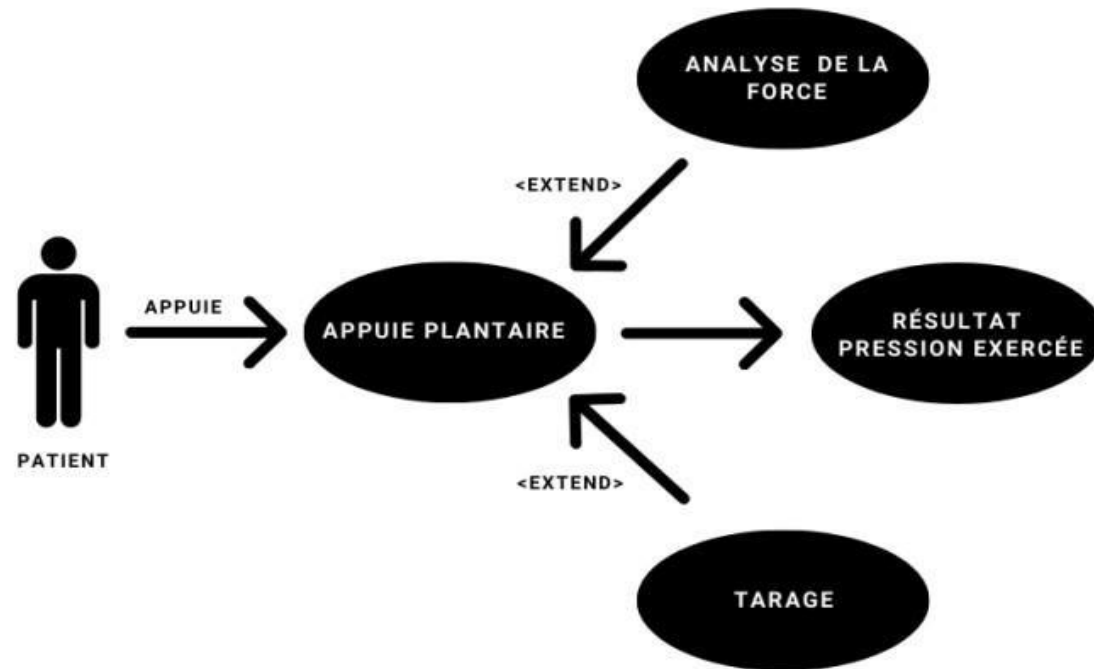 ANALYSE DE LA
FORCE
<EXTEND>
APPUIE
APPUIE PLANTAIRE
RÉSULTAT
PRESSION EXERCÉE
PATIENT
<EXTEND>
TARAGE